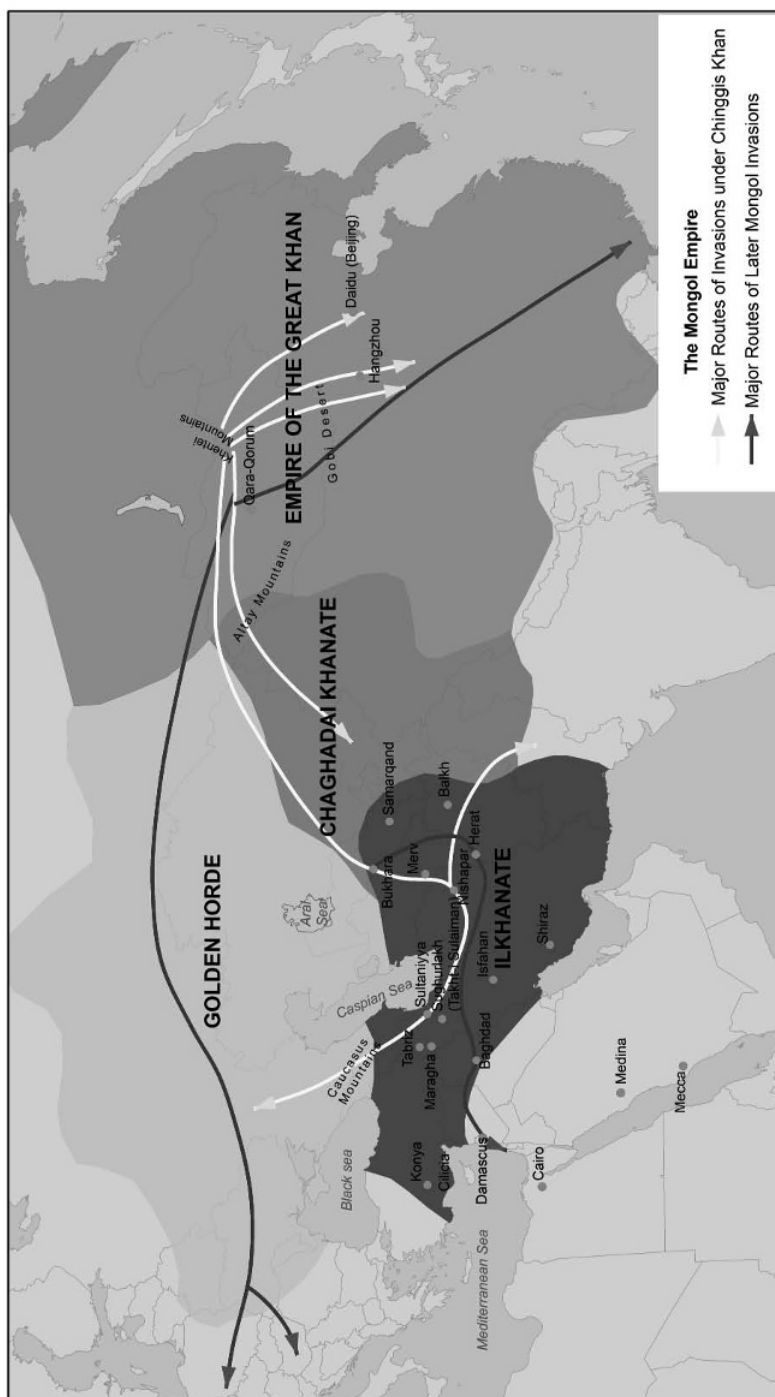 The Mongol Empire
Major Routes of Invasions under Chinggis Khan
Major Routes of Later Mongol Invasions
GOLDEN HORDE
CHAGHADAI KHANATE
EMPIRE OF THE GREAT KHAN
ILKHANATE
Khentei
Mountains
Qara-Qorum
Altay Mountains
Gobi Desert
Daidu (Beijing)
Hangzhou
Aral
Sea
Caspian Sea
Caucasus
Mountains
Black sea
Mediterranean Sea
Bukhara
Samarqand
Merv
Balkh
Nishapar
Herat
Sultaniyya
Sughurlakh
(Takht-i Sulaiman)
Tabriz
Maragha
Isfahan
Shiraz
Baghdad
Konya
Cilicia
Damascus
Cairo
Medina
Mecca